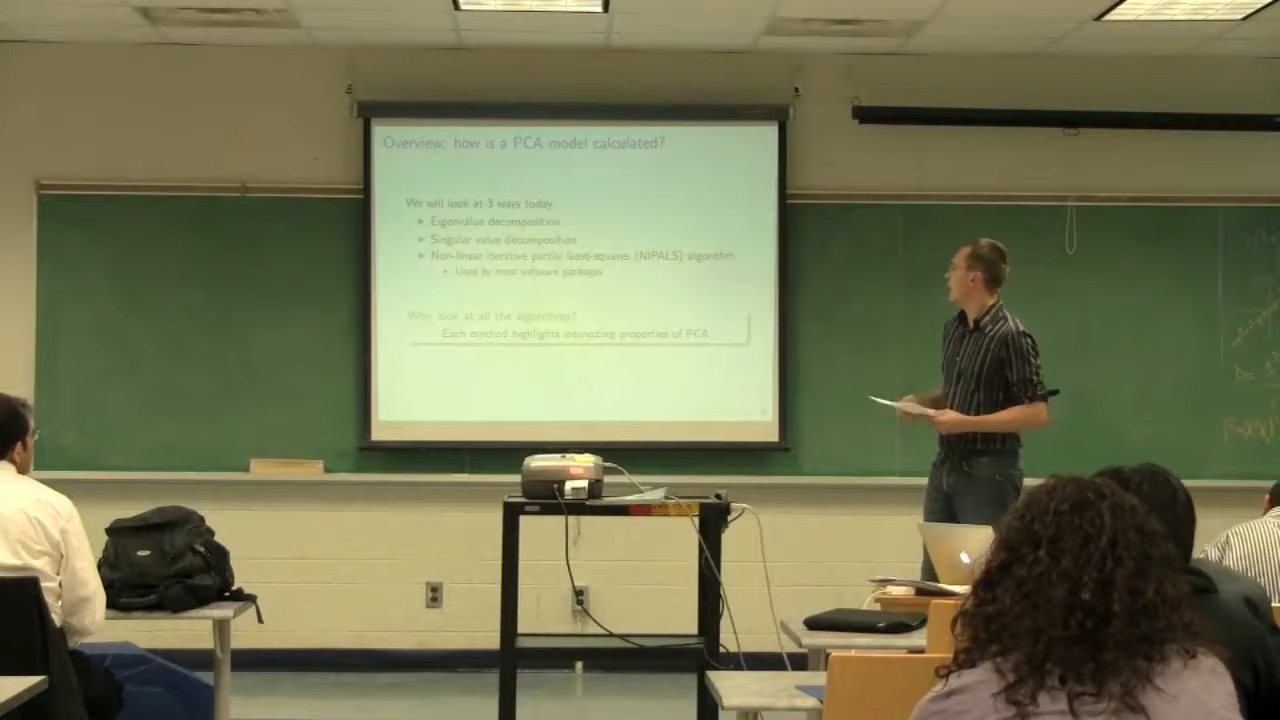 Overview: how is a PCA model calculated?
We will look at 3 ways today
► Eigenvalue decomposition
► Singular value decomposition
► Non-linear iterative partial least-squares (NIPALS) algorithm
• Used by most software packages
Why look at all the algorithms?
Each method highlights interesting properties of PCA